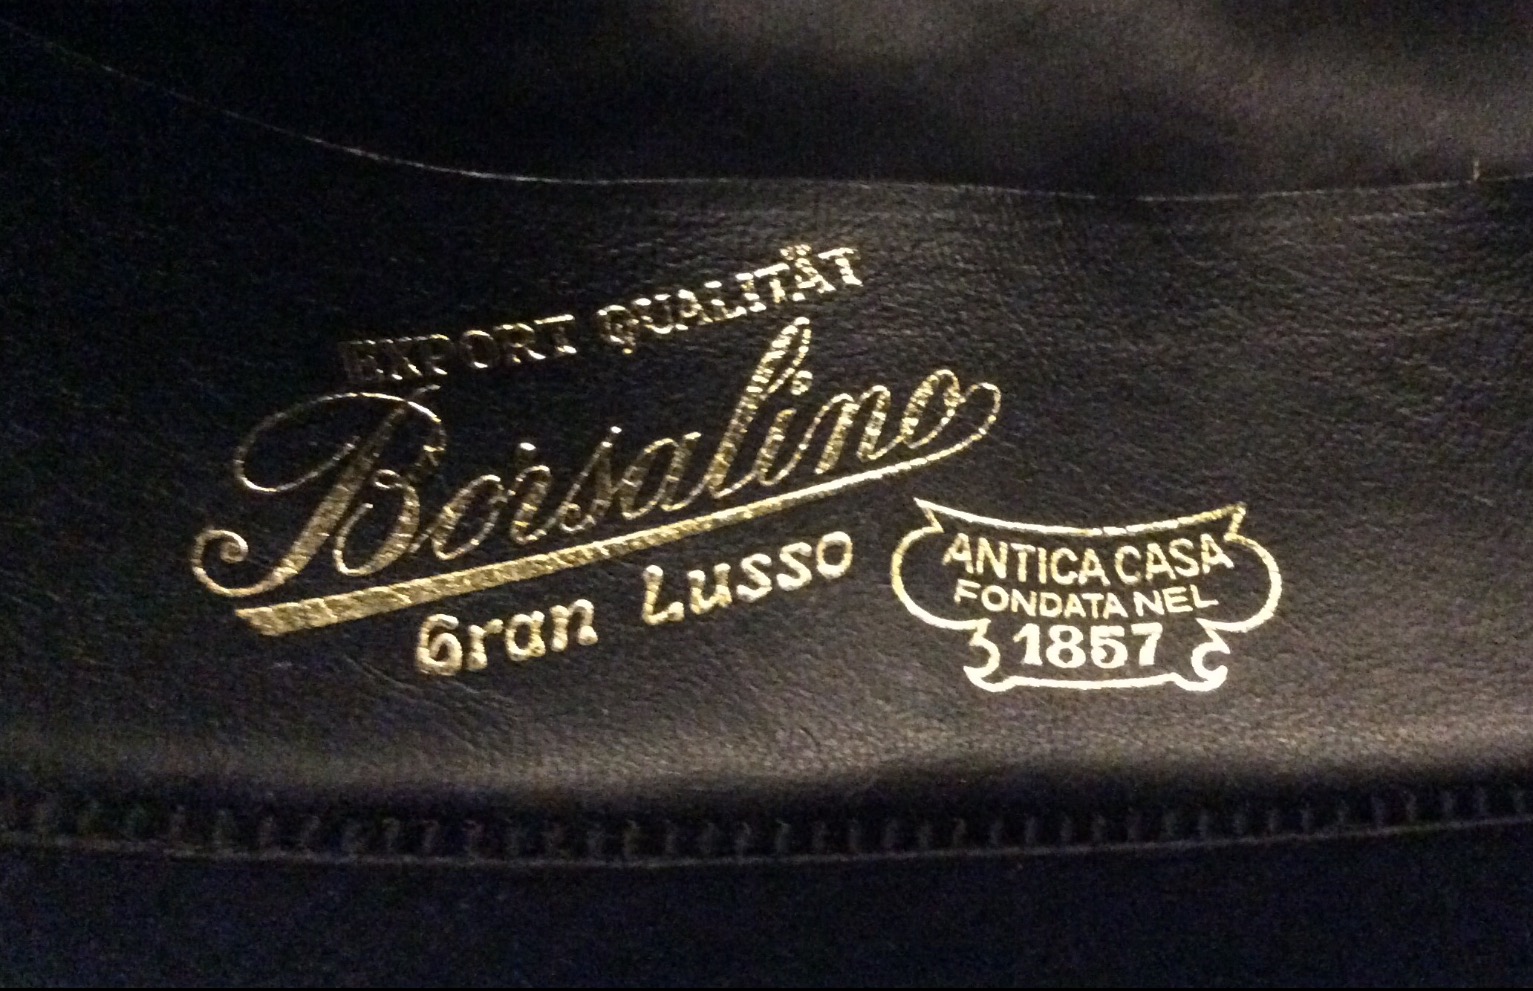 EXPORT QUALITÄT
Borsalino
Gran Lusso
ANTICA CASA
FONDATA NEL
1857